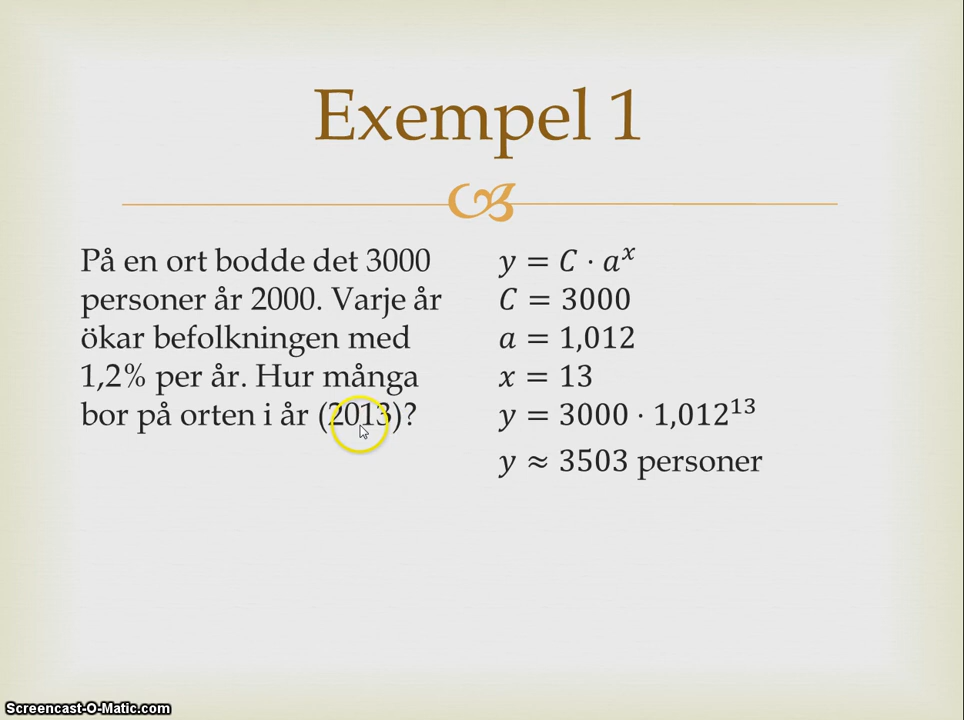 Exempel 1
På en ort bodde det 3000
personer år 2000. Varje år
ökar befolkningen med
1,2% per år. Hur många
bor på orten i år (2013)?
y = C · aˣ
C = 3000
a = 1,012
x = 13
y = 3000 · 1,012¹³
y ≈ 3503 personer
Screencast-O-Matic.com